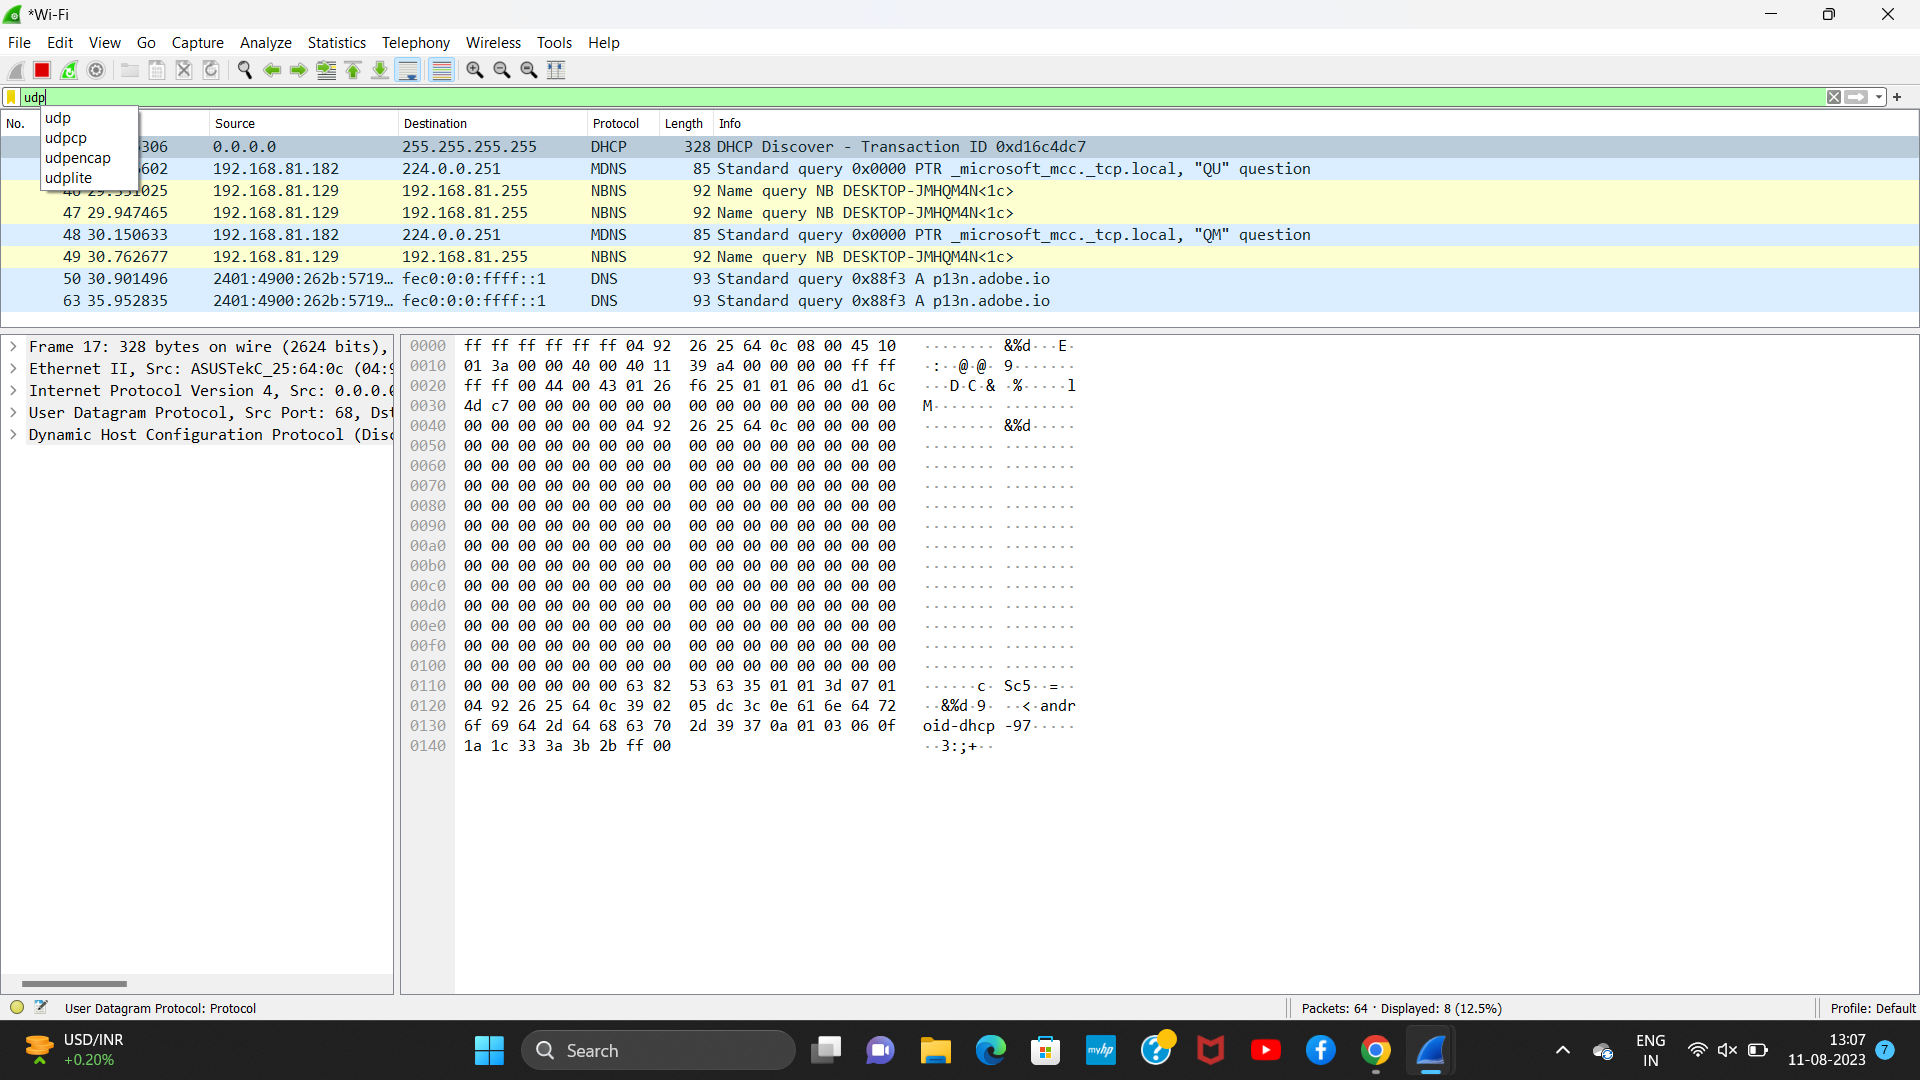 *Wi-Fi
File Edit View Go Capture Analyze Statistics Telephony Wireless Tools Help
udp
udp
udpcp
udpencap
udplite
No. Source Destination Protocol Length Info
306 0.0.0.0 255.255.255.255 DHCP 328 DHCP Discover - Transaction ID 0xd16c4dc7
602 192.168.81.182 224.0.0.251 MDNS 85 Standard query 0x0000 PTR _microsoft_mcc._tcp.local, "QU" question
46 29.331025 192.168.81.129 192.168.81.255 NBNS 92 Name query NB DESKTOP-JMHQM4N<1c>
47 29.947465 192.168.81.129 192.168.81.255 NBNS 92 Name query NB DESKTOP-JMHQM4N<1c>
48 30.150633 192.168.81.182 224.0.0.251 MDNS 85 Standard query 0x0000 PTR _microsoft_mcc._tcp.local, "QM" question
49 30.762677 192.168.81.129 192.168.81.255 NBNS 92 Name query NB DESKTOP-JMHQM4N<1c>
50 30.901496 2401:4900:262b:5719… fec0:0:0:ffff::1 DNS 93 Standard query 0x88f3 A p13n.adobe.io
63 35.952835 2401:4900:262b:5719… fec0:0:0:ffff::1 DNS 93 Standard query 0x88f3 A p13n.adobe.io
Frame 17: 328 bytes on wire (2624 bits),
Ethernet II, Src: ASUSTekC_25:64:0c (04:9
Internet Protocol Version 4, Src: 0.0.0.0
User Datagram Protocol, Src Port: 68, Dst
Dynamic Host Configuration Protocol (Disc
0000 ff ff ff ff ff ff 04 92 26 25 64 0c 08 00 45 10 ········ &%d···E·
0010 01 3a 00 00 40 00 40 11 39 a4 00 00 00 00 ff ff ·:··@·@· 9·······
0020 ff ff 00 44 00 43 01 26 f6 25 01 01 06 00 d1 6c ···D·C·& ·%·····l
0030 4d c7 00 00 00 00 00 00 00 00 00 00 00 00 00 00 M······· ········
0040 00 00 00 00 00 00 04 92 26 25 64 0c 00 00 00 00 ········ &%d·····
0050 00 00 00 00 00 00 00 00 00 00 00 00 00 00 00 00 ········ ········
0060 00 00 00 00 00 00 00 00 00 00 00 00 00 00 00 00 ········ ········
0070 00 00 00 00 00 00 00 00 00 00 00 00 00 00 00 00 ········ ········
0080 00 00 00 00 00 00 00 00 00 00 00 00 00 00 00 00 ········ ········
0090 00 00 00 00 00 00 00 00 00 00 00 00 00 00 00 00 ········ ········
00a0 00 00 00 00 00 00 00 00 00 00 00 00 00 00 00 00 ········ ········
00b0 00 00 00 00 00 00 00 00 00 00 00 00 00 00 00 00 ········ ········
00c0 00 00 00 00 00 00 00 00 00 00 00 00 00 00 00 00 ········ ········
00d0 00 00 00 00 00 00 00 00 00 00 00 00 00 00 00 00 ········ ········
00e0 00 00 00 00 00 00 00 00 00 00 00 00 00 00 00 00 ········ ········
00f0 00 00 00 00 00 00 00 00 00 00 00 00 00 00 00 00 ········ ········
0100 00 00 00 00 00 00 00 00 00 00 00 00 00 00 00 00 ········ ········
0110 00 00 00 00 00 00 63 82 53 63 35 01 01 3d 07 01 ······c· Sc5··=··
0120 04 92 26 25 64 0c 39 02 05 dc 3c 0e 61 6e 64 72 ··&%d·9· ··<·andr
0130 6f 69 64 2d 64 68 63 70 2d 39 37 0a 01 03 06 0f oid-dhcp -97·····
0140 1a 1c 33 3a 3b 2b ff 00 ··3:;+··
User Datagram Protocol: Protocol
Packets: 64 · Displayed: 8 (12.5%)
Profile: Default
USD/INR
+0.20%
Search
myhp
ENG
IN
13:07
11-08-2023
7